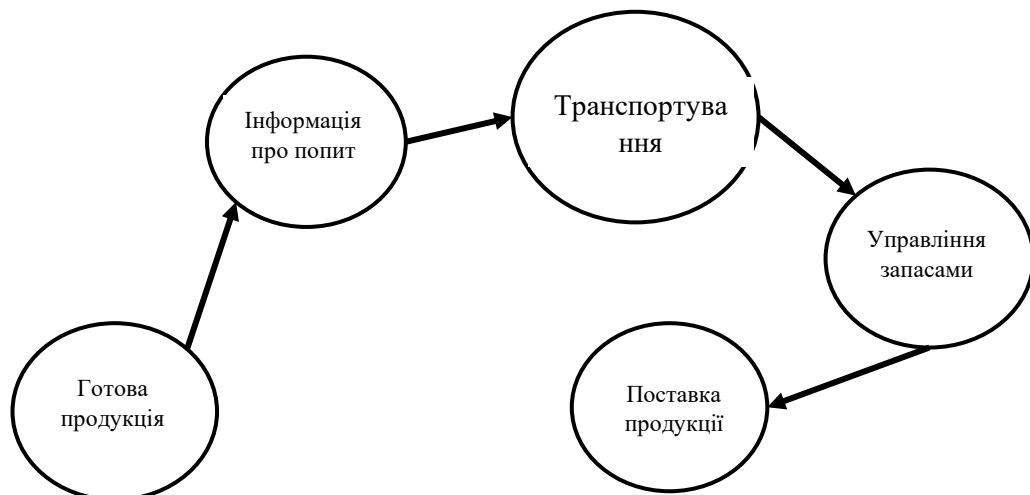 Інформація
про попит
Транспортува
ння
Управління
запасами
Готова
продукція
Поставка
продукції